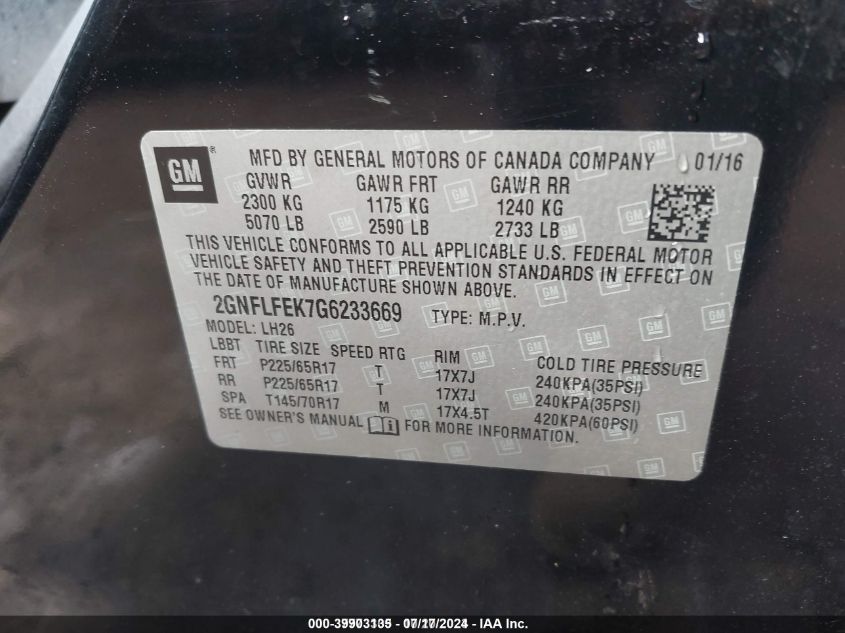 GM ® MFD BY GENERAL MOTORS OF CANADA COMPANY 01/16
GVWR GAWR FRT GAWR RR
2300 KG 1175 KG 1240 KG
5070 LB 2590 LB 2733 LB
THIS VEHICLE CONFORMS TO ALL APPLICABLE U.S. FEDERAL MOTOR
VEHICLE SAFETY AND THEFT PREVENTION STANDARDS IN EFFECT ON
THE DATE OF MANUFACTURE SHOWN ABOVE.
2GNFLFEK7G6233669 TYPE: M.P.V.
MODEL: LH26
LBBT TIRE SIZE SPEED RTG RIM COLD TIRE PRESSURE
FRT P225/65R17 T 17X7J 240KPA(35PSI)
RR P225/65R17 T 17X7J 240KPA(35PSI)
SPA T145/70R17 M 17X4.5T 420KPA(60PSI)
SEE OWNER'S MANUAL FOR MORE INFORMATION.
- IAA Inc.